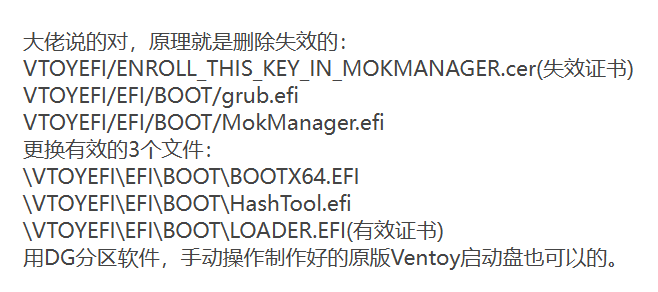 大佬说的对，原理就是删除失效的：
VTOYEFI/ENROLL_THIS_KEY_IN_MOKMANAGER.cer(失效证书)
VTOYEFI/EFI/BOOT/grub.efi
VTOYEFI/EFI/BOOT/MokManager.efi
更换有效的3个文件：
\VTOYEFI\EFI\BOOT\BOOTX64.EFI
\VTOYEFI\EFI\BOOT\HashTool.efi
\VTOYEFI\EFI\BOOT\LOADER.EFI(有效证书)
用DG分区软件，手动操作制作好的原版Ventoy启动盘也可以的。